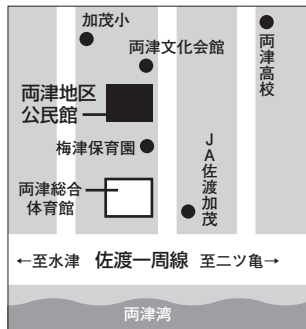 加茂小
両津文化会館
両津高校
両津地区
公民館
梅津保育園
JA佐渡加茂
両津総合
体育館
←至水津 佐渡一周線 至二ツ亀→
両津湾